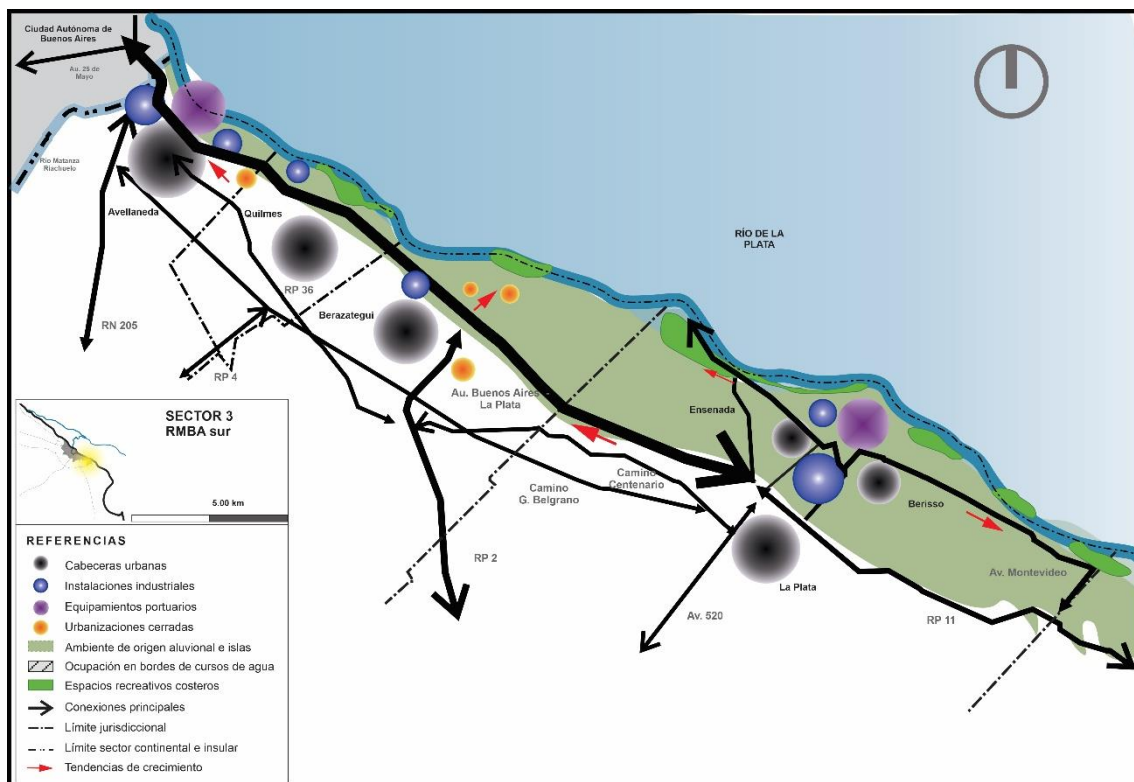 Ciudad Autónoma de
Buenos Aires
Au. 25 de
Mayo
Río Matanza
Riachuelo
Avellaneda
Quilmes
RÍO DE LA
PLATA
RP 36
Berazategui
RN 205
RP 4
Au. Buenos Aires
La Plata
Ensenada
Camino
Centenario
Camino
G. Belgrano
Berisso
RP 2
La Plata
Av. Montevideo
Av. 520
RP 11
SECTOR 3
RMBA sur
5.00 km
REFERENCIAS
Cabeceras urbanas
Instalaciones industriales
Equipamientos portuarios
Urbanizaciones cerradas
Ambiente de origen aluvional e islas
Ocupación en bordes de cursos de agua
Espacios recreativos costeros
Conexiones principales
Límite jurisdiccional
Límite sector continental e insular
Tendencias de crecimiento